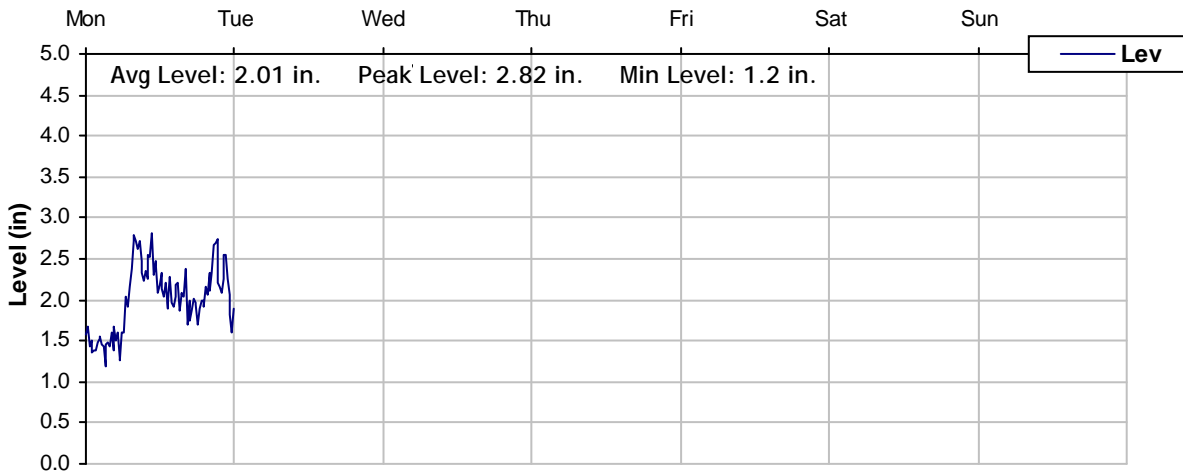 Mon Tue Wed Thu Fri Sat Sun
Lev
Avg Level: 2.01 in. Peak Level: 2.82 in. Min Level: 1.2 in.
Level (in)
5.0
4.5
4.0
3.5
3.0
2.5
2.0
1.5
1.0
0.5
0.0